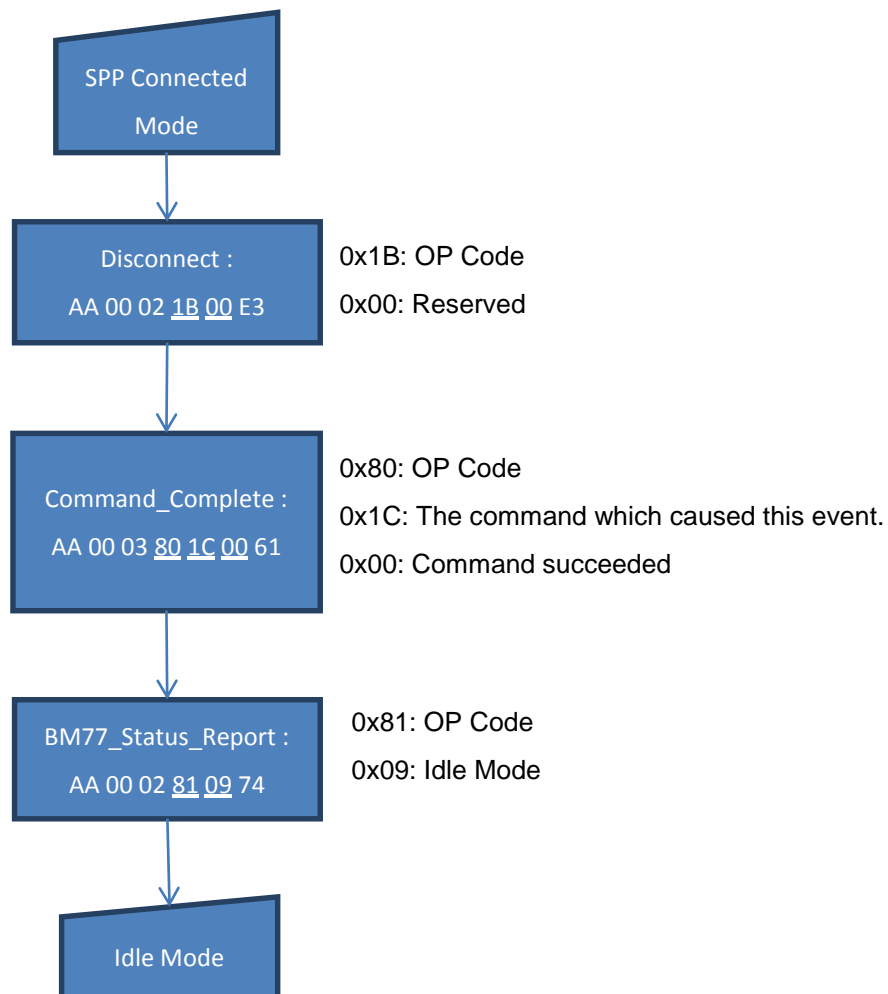 SPP Connected
Mode
Disconnect :
AA 00 02 1B 00 E3
0x1B: OP Code
0x00: Reserved
Command_Complete :
AA 00 03 80 1C 00 61
0x80: OP Code
0x1C: The command which caused this event.
0x00: Command succeeded
BM77_Status_Report :
AA 00 02 81 09 74
0x81: OP Code
0x09: Idle Mode
Idle Mode